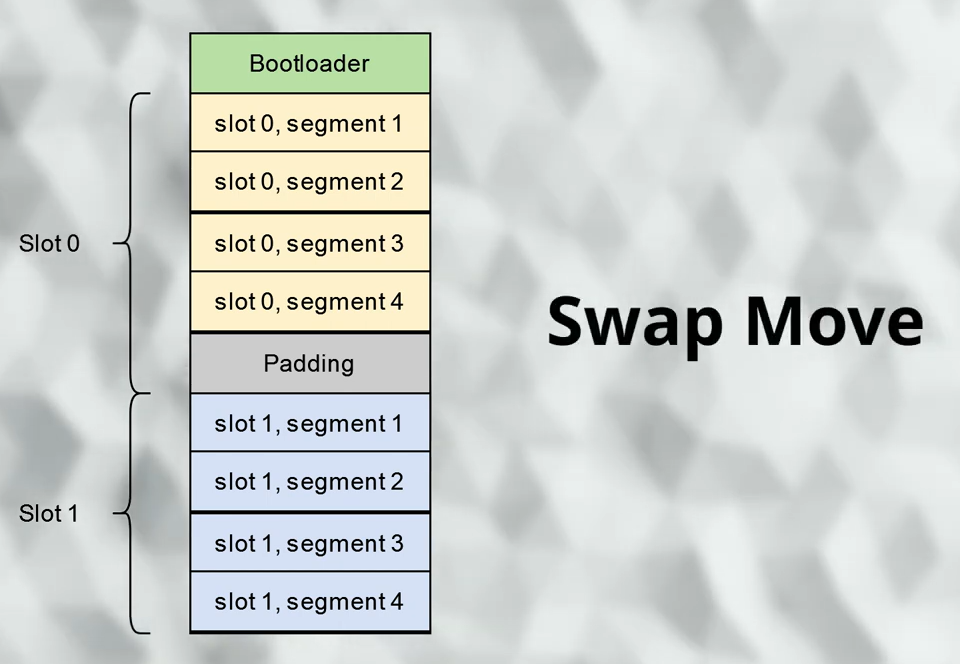 Bootloader
slot 0, segment 1
slot 0, segment 2
Slot 0
slot 0, segment 3
slot 0, segment 4
Swap Move
Padding
slot 1, segment 1
slot 1, segment 2
Slot 1
slot 1, segment 3
slot 1, segment 4